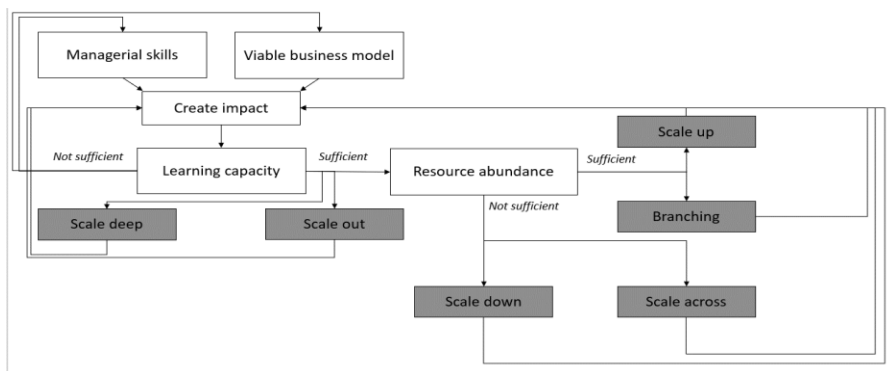 Managerial skills
Viable business model
Create impact
Not sufficient
Learning capacity
Sufficient
Resource abundance
Sufficient
Scale up
Not sufficient
Scale deep
Scale out
Branching
Scale down
Scale across